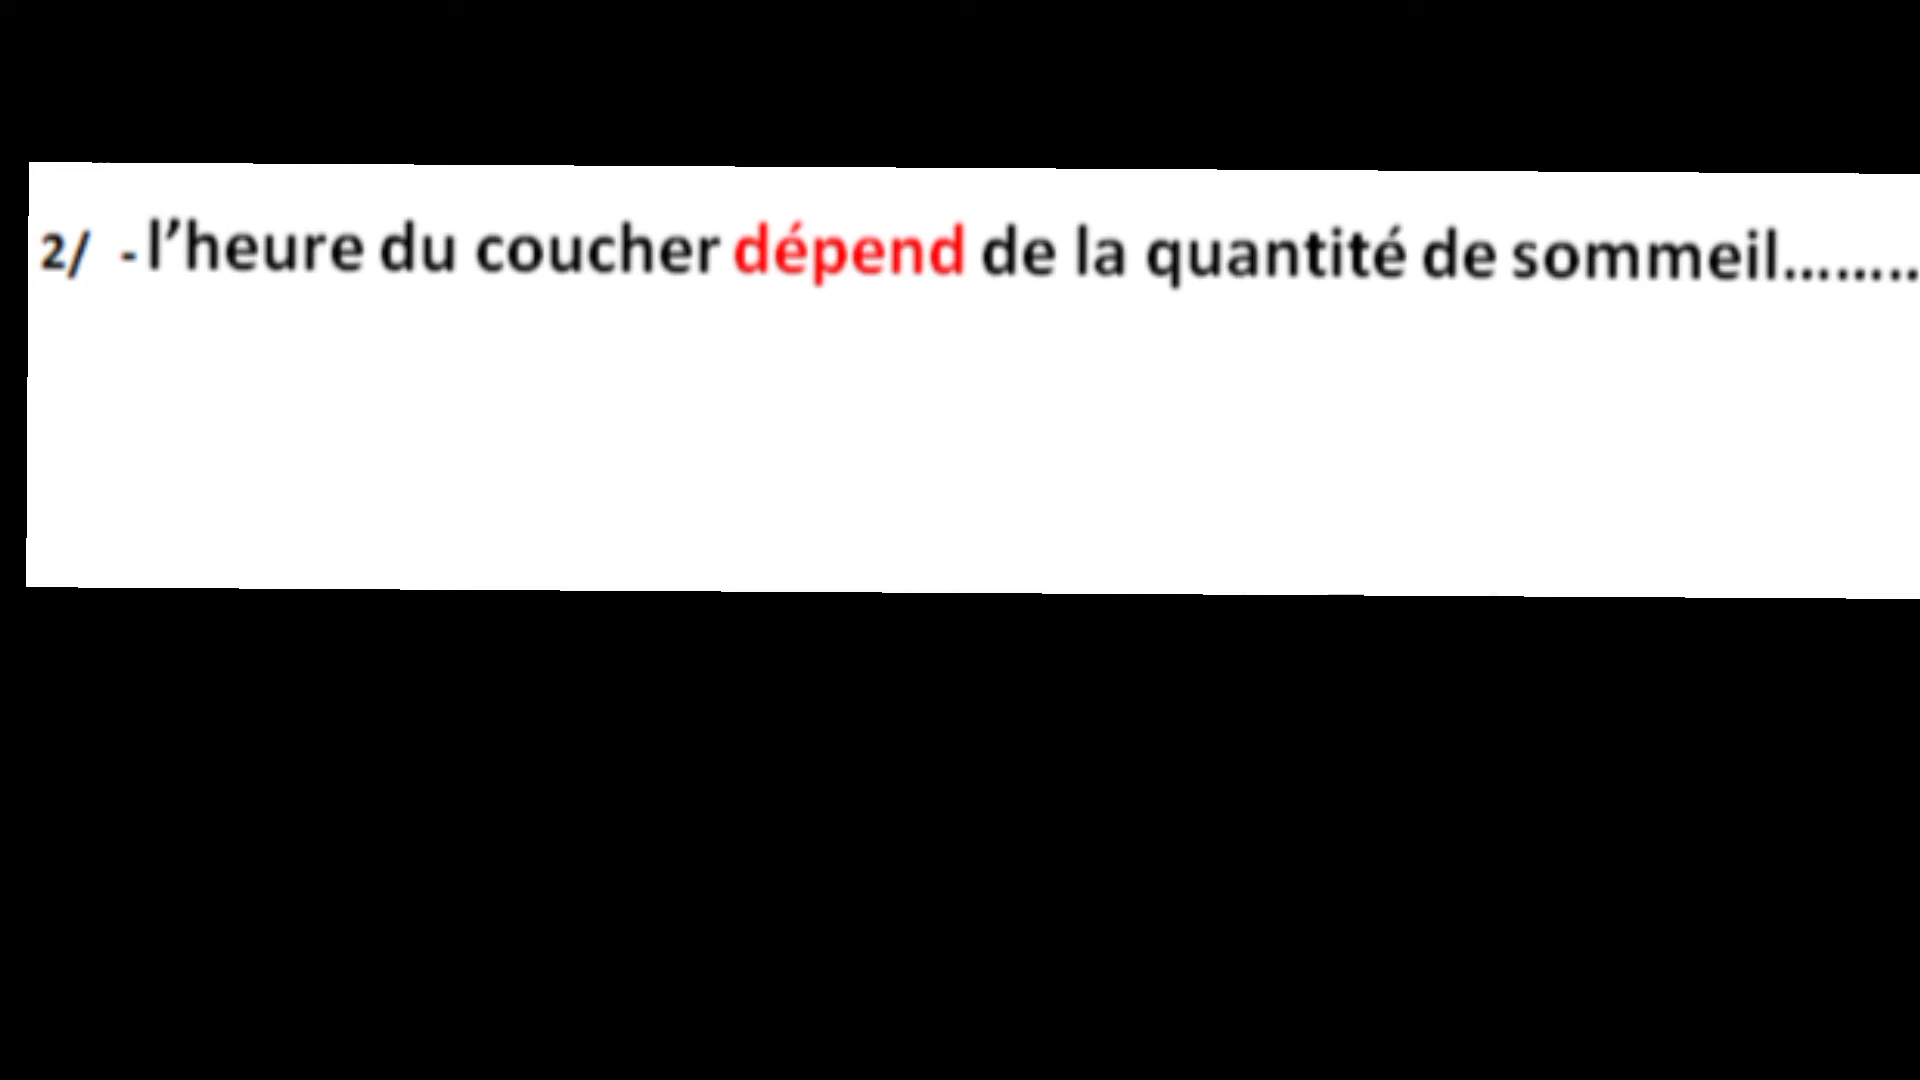 2/ -l’heure du coucher dépend de la quantité de sommeil........